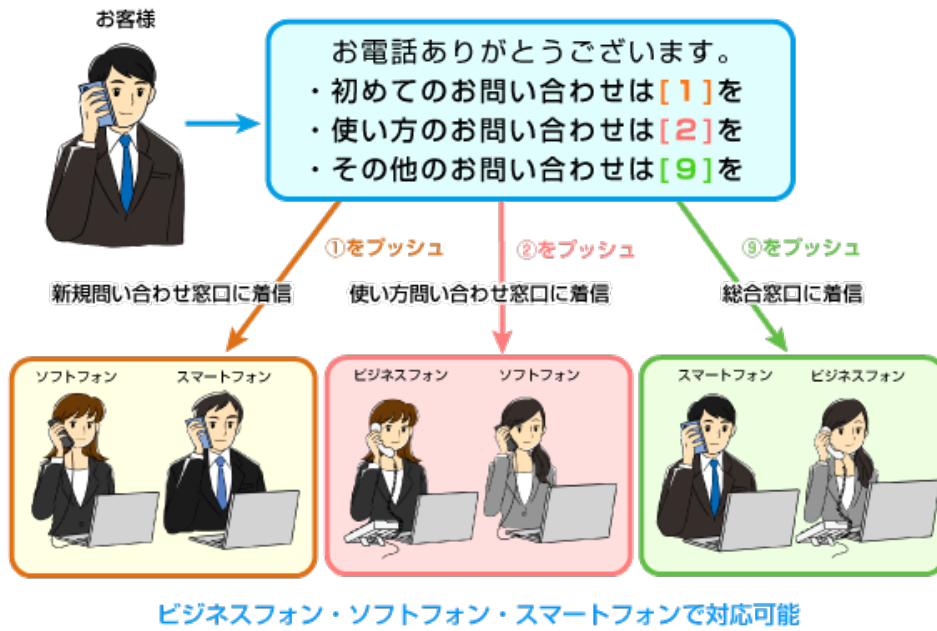 お客様
お電話ありがとうございます。
・初めてのお問い合わせは[1]を
・使い方のお問い合わせは[2]を
・その他のお問い合わせは[9]を
①をプッシュ
②をプッシュ
⑨をプッシュ
新規問い合わせ窓口に着信
使い方問い合わせ窓口に着信
総合窓口に着信
ソフトフォン
スマートフォン
ビジネスフォン
ソフトフォン
スマートフォン
ビジネスフォン
ビジネスフォン・ソフトフォン・スマートフォンで対応可能